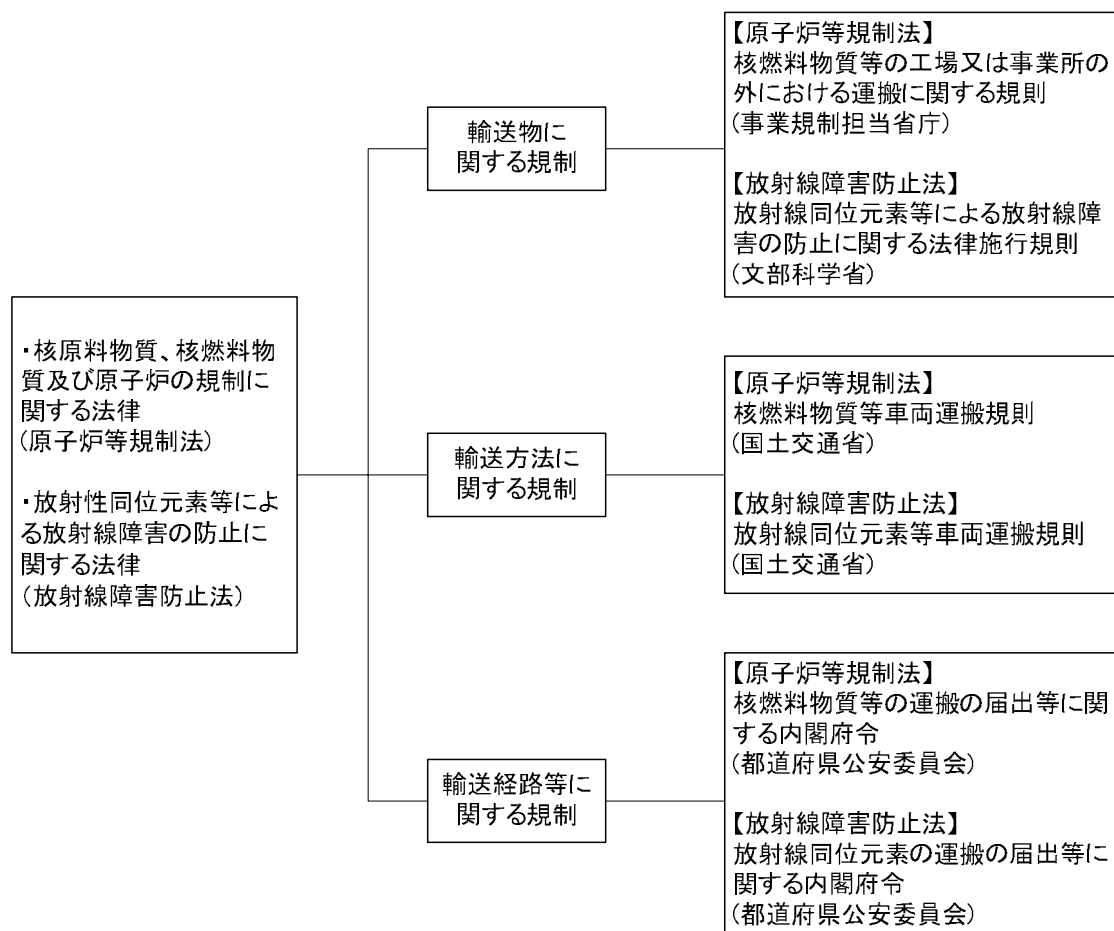 ・核原料物質、核燃料物
質及び原子炉の規制に
関する法律
(原子炉等規制法)
・放射性同位元素等によ
る放射線障害の防止に
関する法律
(放射線障害防止法)
輸送物に
関する規制
【原子炉等規制法】
核燃料物質等の工場又は事業所の
外における運搬に関する規則
(事業規制担当省庁)
【放射線障害防止法】
放射線同位元素等による放射線障
害の防止に関する法律施行規則
(文部科学省)
輸送方法に
関する規制
【原子炉等規制法】
核燃料物質等車両運搬規則
(国土交通省)
【放射線障害防止法】
放射線同位元素等車両運搬規則
(国土交通省)
輸送経路等に
関する規制
【原子炉等規制法】
核燃料物質等の運搬の届出等に関
する内閣府令
(都道府県公安委員会)
【放射線障害防止法】
放射線同位元素の運搬の届出等に
関する内閣府令
(都道府県公安委員会)